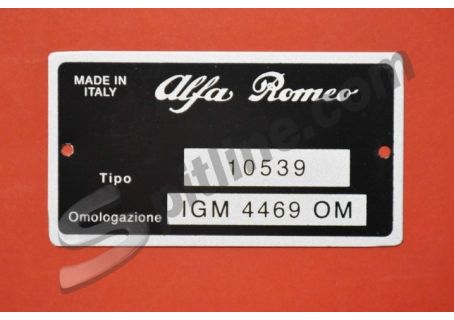 MADE IN
ITALY
Alfa Romeo
Tipo
10539
Omologazione
IGM 4469 OM
Spitline.com